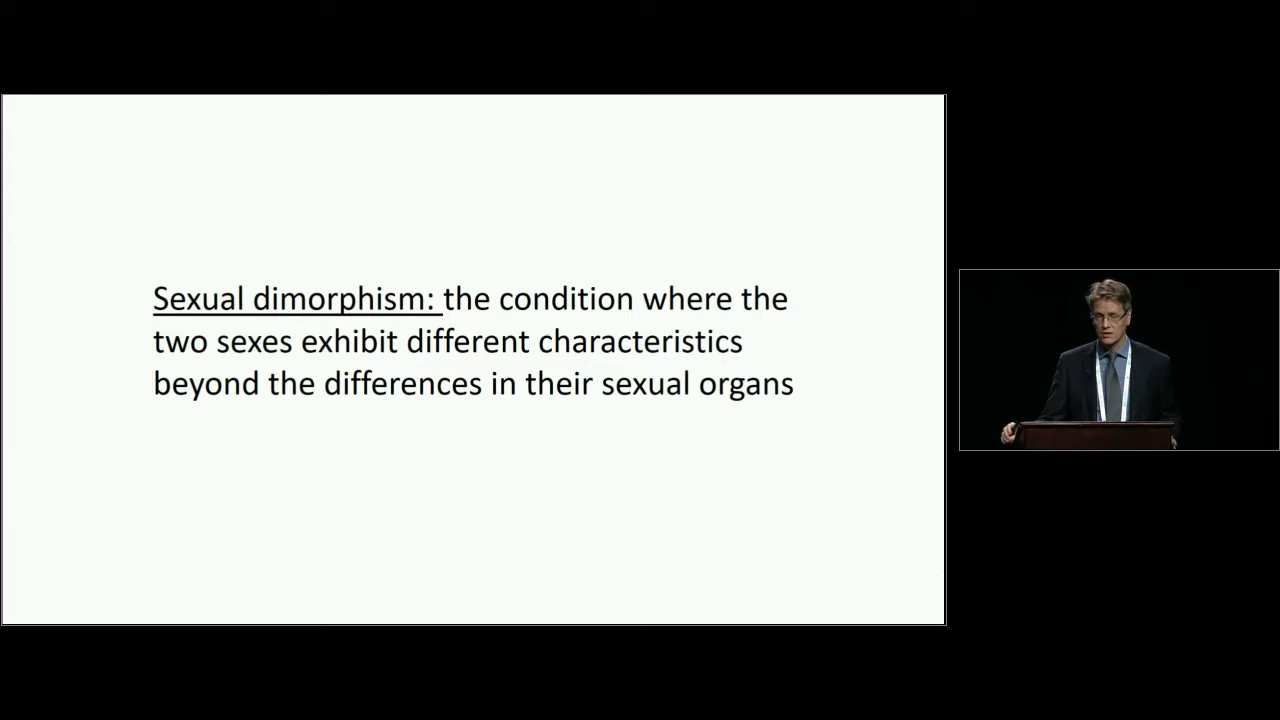 Sexual dimorphism: the condition where the
two sexes exhibit different characteristics
beyond the differences in their sexual organs